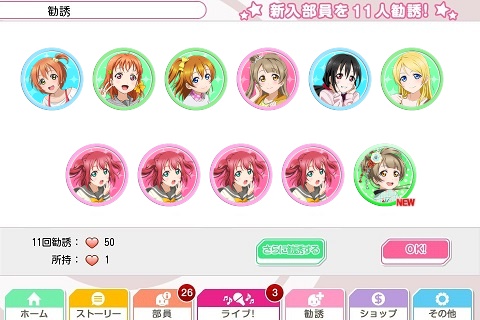 勧誘
新入部員を11人勧誘!
NEW
11回勧誘: 50
所持: 1
さらに勧誘する
OK!
26
3
ホーム
ストーリー
部員
ライブ!
勧誘
ショップ
その他